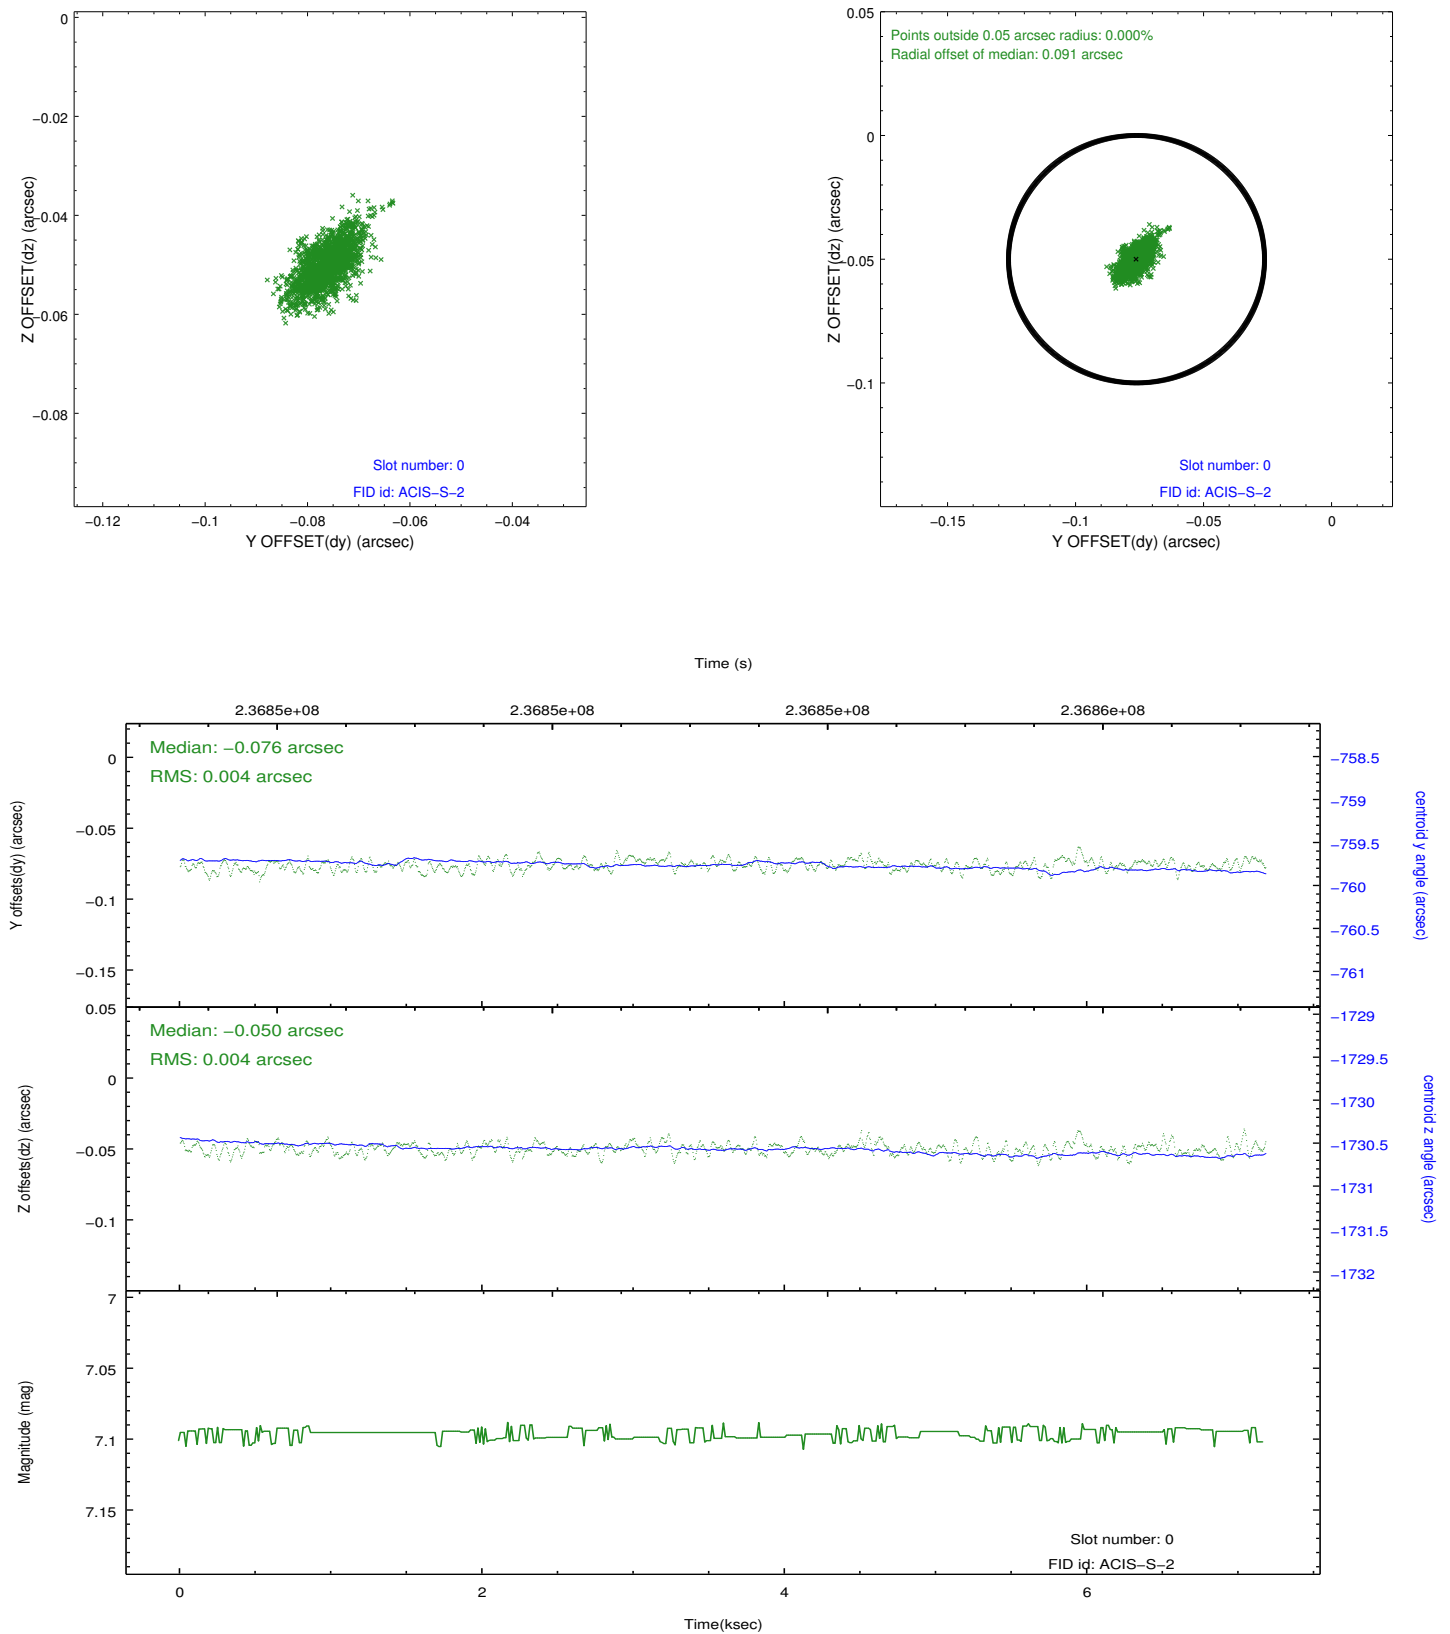 0
−0.02
−0.04
−0.06
−0.08
Z OFFSET(dz) (arcsec)
Slot number: 0
FID id: ACIS−S−2
−0.12
−0.1
−0.08
−0.06
−0.04
Y OFFSET(dy) (arcsec)
0.05
0
−0.05
−0.1
Z OFFSET(dz) (arcsec)
Points outside 0.05 arcsec radius: 0.000%
Radial offset of median: 0.091 arcsec
Slot number: 0
FID id: ACIS−S−2
−0.15
−0.1
−0.05
0
Y OFFSET(dy) (arcsec)
Time (s)
2.3685e+08
2.3685e+08
2.3685e+08
2.3686e+08
Median: −0.076 arcsec
RMS: 0.004 arcsec
0
−0.05
−0.1
−0.15
Y offsets(dy) (arcsec)
−758.5
−759
−759.5
−760
−760.5
−761
centroid y angle (arcsec)
Median: −0.050 arcsec
RMS: 0.004 arcsec
0.05
0
−0.05
−0.1
Z offsets(dz) (arcsec)
−1729
−1729.5
−1730
−1730.5
−1731
−1731.5
−1732
centroid z angle (arcsec)
7
7.05
7.1
7.15
Magnitude (mag)
Slot number: 0
FID id: ACIS−S−2
0
2
4
6
Time(ksec)